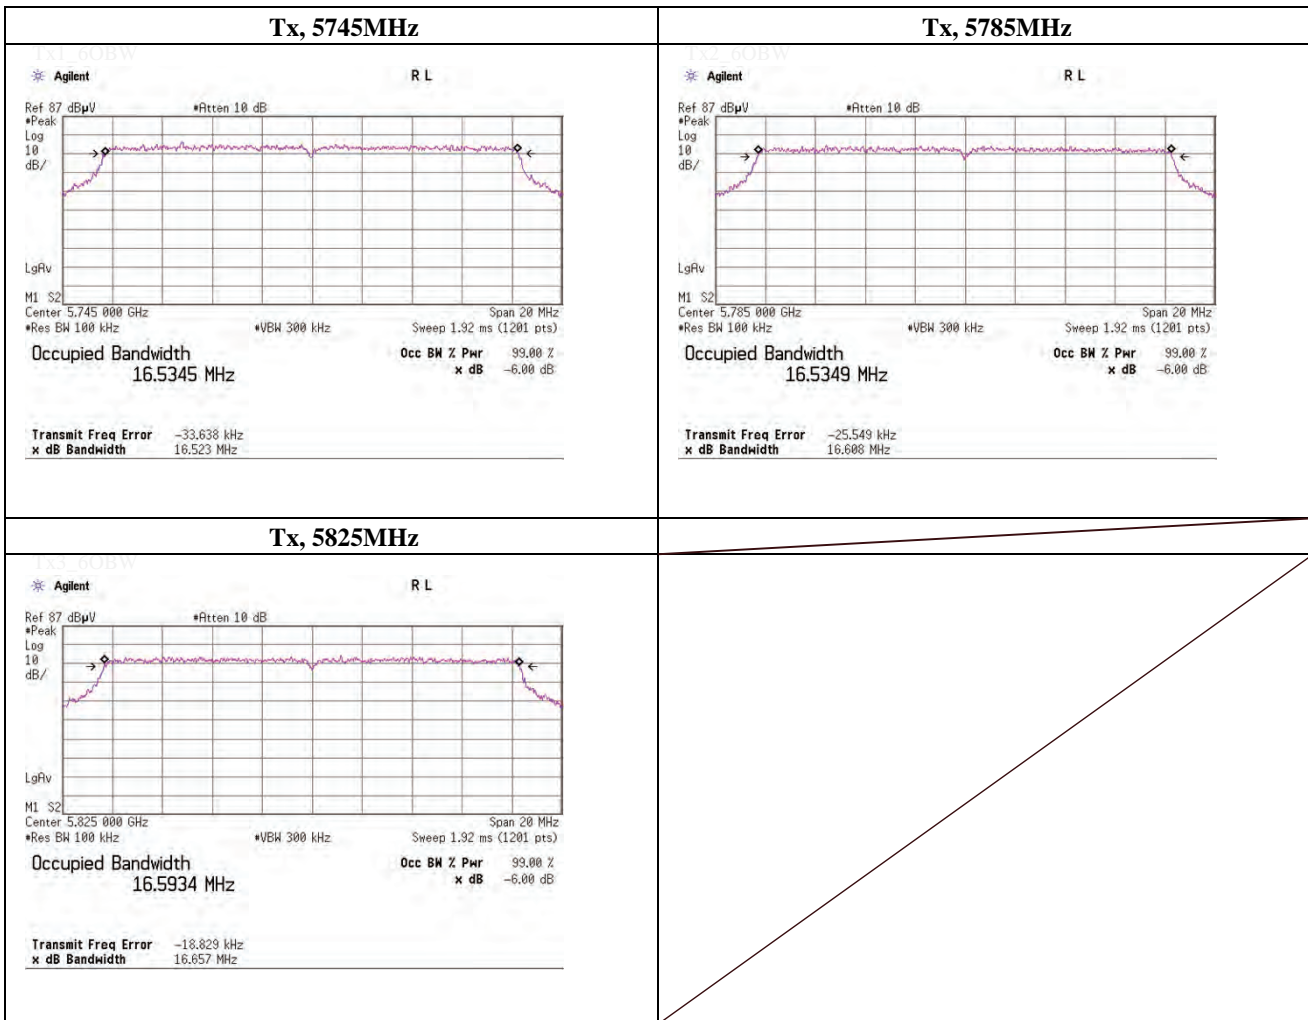 Tx, 5745MHz
Tx1_6OBW
Agilent
R L
Ref 87 dBµV
*Atten 10 dB
*Peak
Log
10
dB/
LgAv
M1 S2
Center 5.745 000 GHz
Span 20 MHz
*Res BW 100 kHz
*VBW 300 kHz
Sweep 1.92 ms (1201 pts)
Occupied Bandwidth
16.5345 MHz
Occ BW % Pwr 99.00 %
x dB -6.00 dB
Transmit Freq Error -33.638 kHz
x dB Bandwidth 16.523 MHz
Tx, 5785MHz
Tx2_6OBW
Agilent
R L
Ref 87 dBµV
*Atten 10 dB
*Peak
Log
10
dB/
LgAv
M1 S2
Center 5.785 000 GHz
Span 20 MHz
*Res BW 100 kHz
*VBW 300 kHz
Sweep 1.92 ms (1201 pts)
Occupied Bandwidth
16.5349 MHz
Occ BW % Pwr 99.00 %
x dB -6.00 dB
Transmit Freq Error -25.549 kHz
x dB Bandwidth 16.608 MHz
Tx, 5825MHz
Tx3_6OBW
Agilent
R L
Ref 87 dBµV
*Atten 10 dB
*Peak
Log
10
dB/
LgAv
M1 S2
Center 5.825 000 GHz
Span 20 MHz
*Res BW 100 kHz
*VBW 300 kHz
Sweep 1.92 ms (1201 pts)
Occupied Bandwidth
16.5934 MHz
Occ BW % Pwr 99.00 %
x dB -6.00 dB
Transmit Freq Error -18.829 kHz
x dB Bandwidth 16.657 MHz